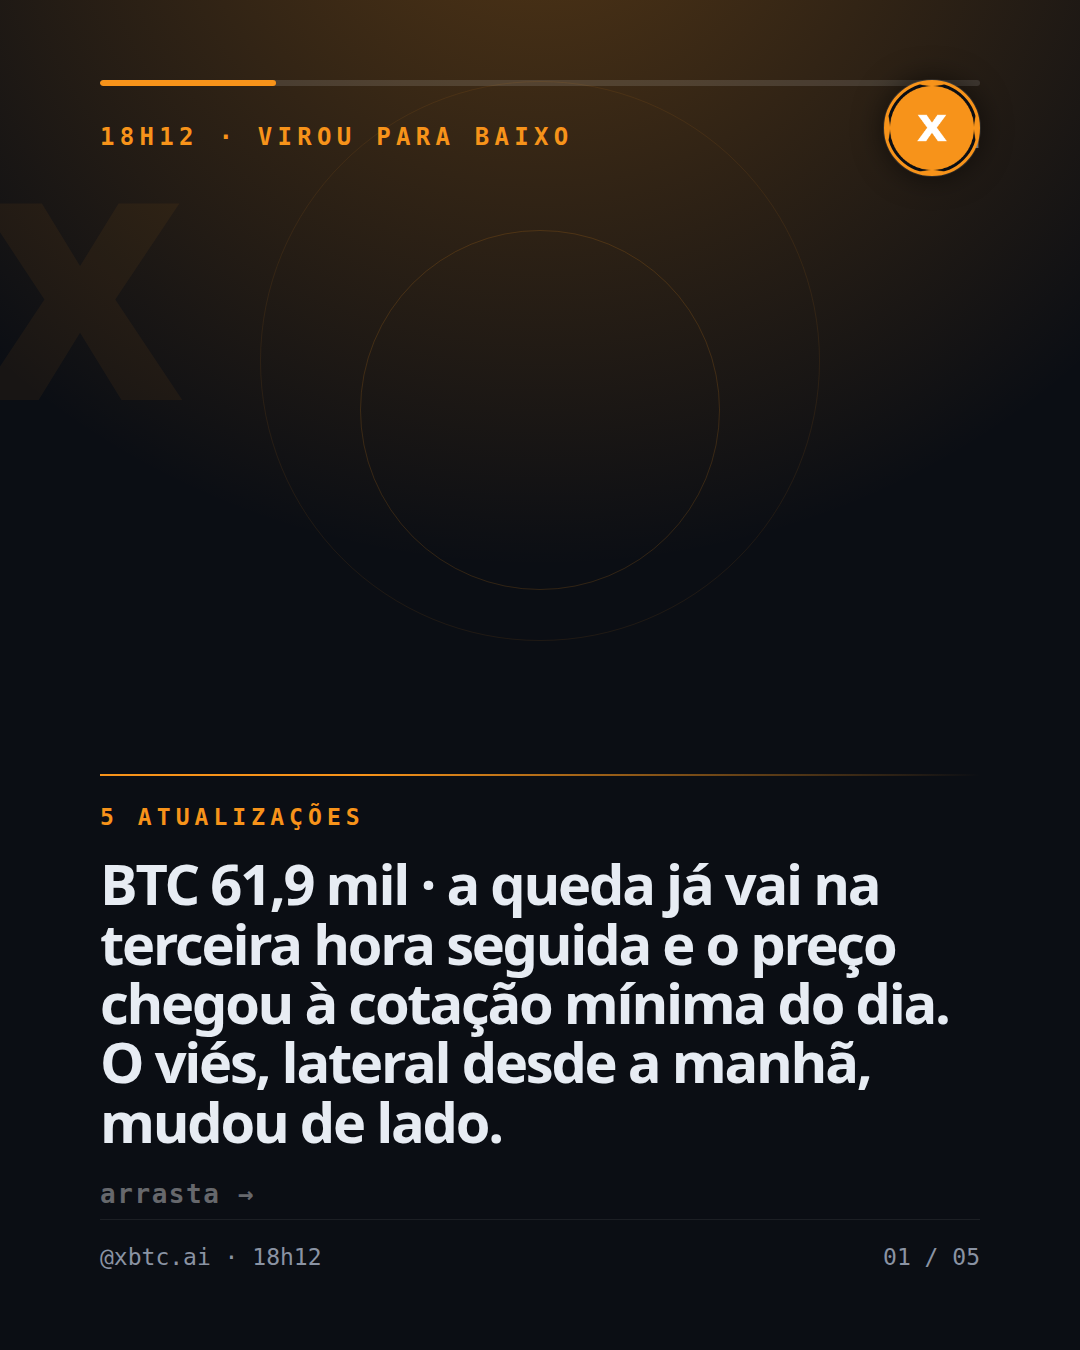 18H12 · VIROU PARA BAIXO
X
X
5 ATUALIZAÇÕES
BTC 61,9 mil · a queda já vai na
terceira hora seguida e o preço
chegou à cotação mínima do dia.
O viés, lateral desde a manhã,
mudou de lado.
arrasta →
@xbtc.ai · 18h12
01 / 05